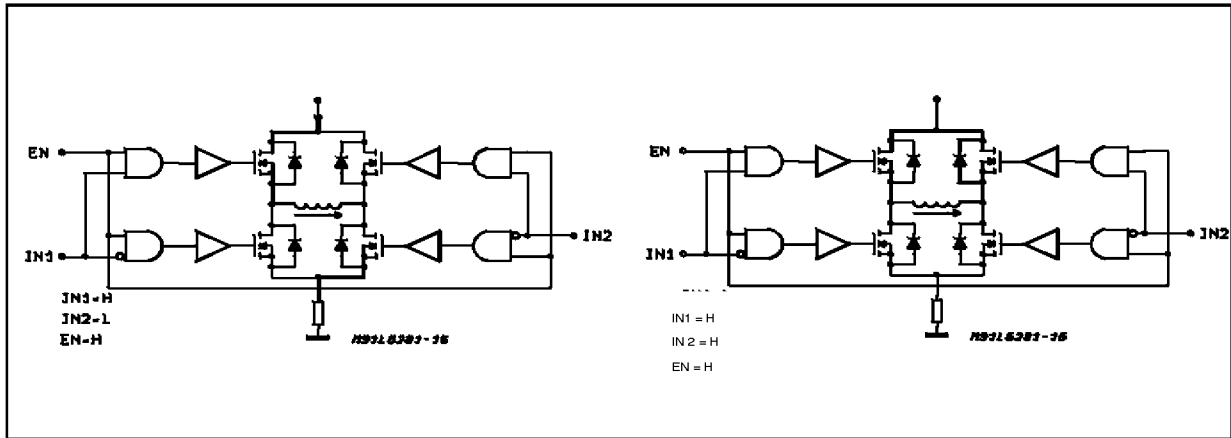 EN
IN1
IN2
IN1=H
IN2=L
EN=H
EN
IN1
IN2
IN1 = H
IN 2 = H
EN = H